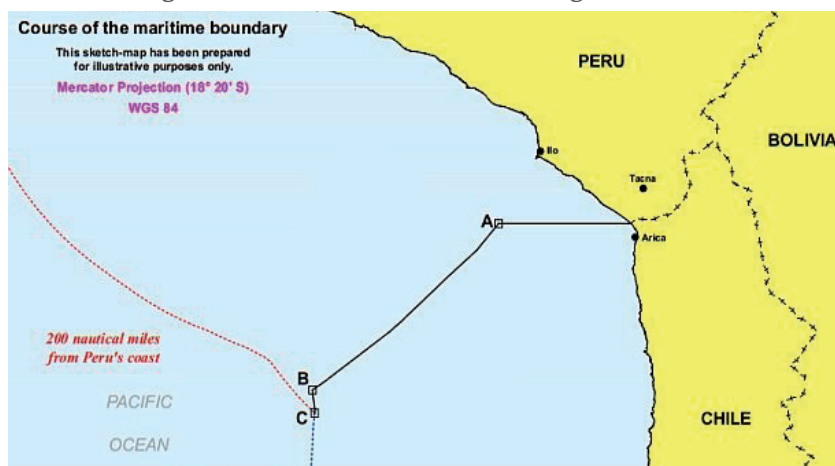 Course of the maritime boundary
This sketch-map has been prepared
for illustrative purposes only.
Mercator Projection (18° 20' S)
WGS 84
PERU
BOLIVIA
Ilo
Tacna
A
Arica
200 nautical miles
from Peru's coast
B
PACIFIC
C
CHILE
OCEAN